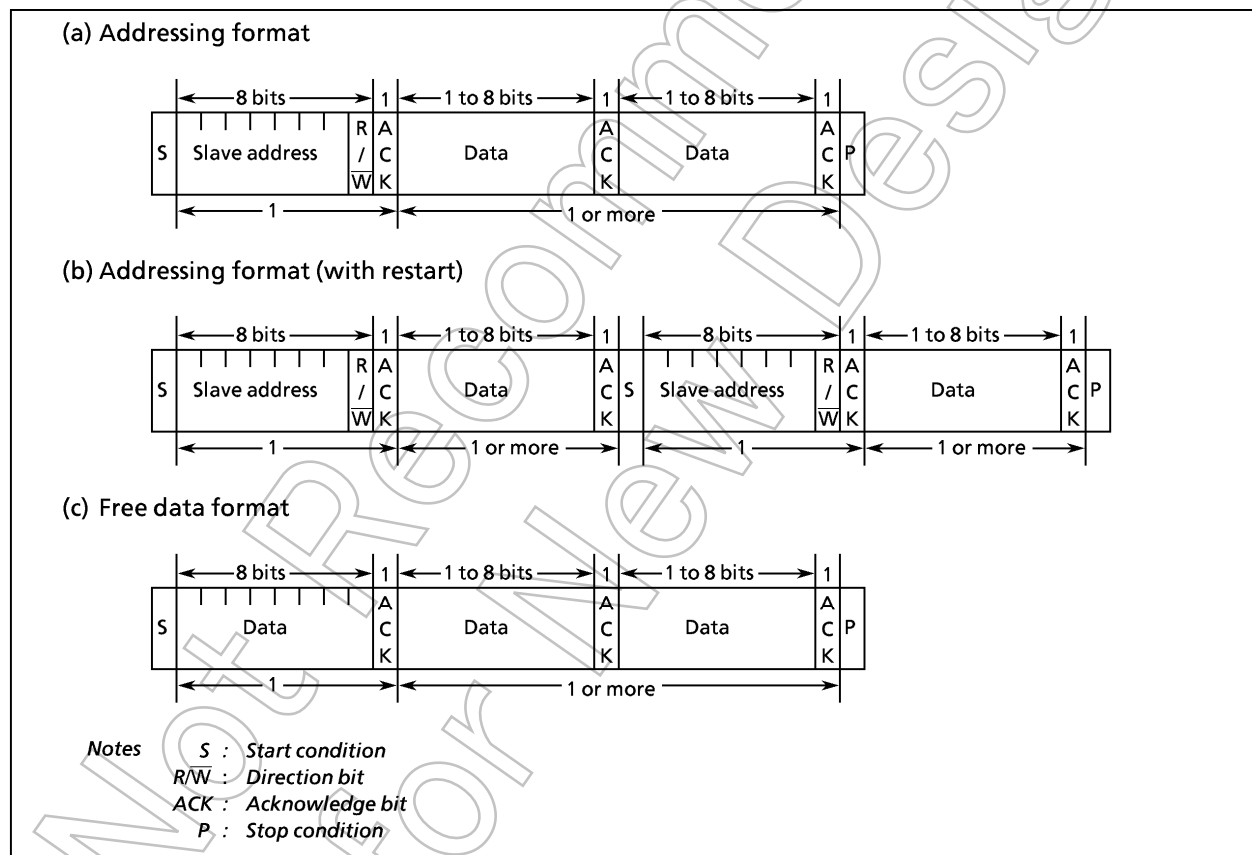 (a) Addressing format
8 bits 1 1 to 8 bits 1 1 to 8 bits 1
S Slave address R/W̅ ACK Data ACK Data ACK P
1 1 or more
(b) Addressing format (with restart)
8 bits 1 1 to 8 bits 1 8 bits 1 1 to 8 bits 1
S Slave address R/W̅ ACK Data ACK S Slave address R/W̅ ACK Data ACK P
1 1 or more 1 1 or more
(c) Free data format
8 bits 1 1 to 8 bits 1 1 to 8 bits 1
S Data ACK Data ACK Data ACK P
1 1 or more
Notes S : Start condition
R/W̅ : Direction bit
ACK : Acknowledge bit
P : Stop condition
Not Recomm
for New Desig